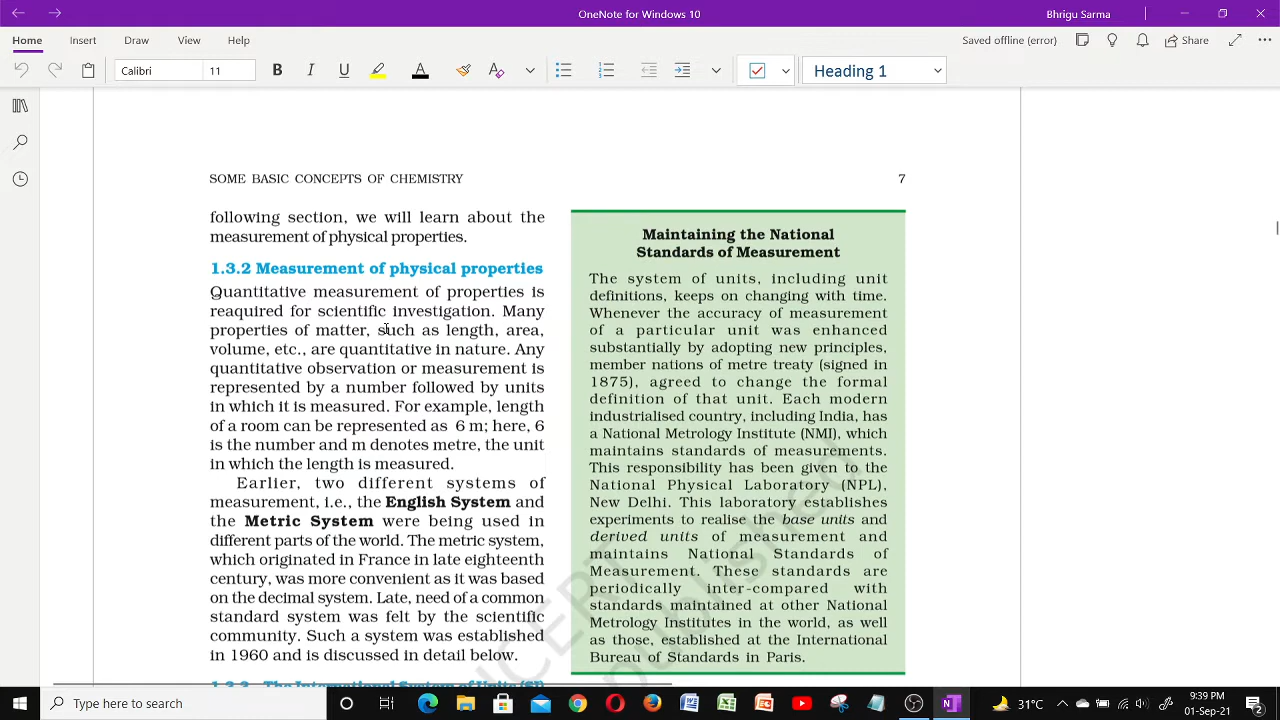 OneNote for Windows 10
Bhrigu Sarma
Home Insert Draw View Help
Saved offline (error)
Share
Calibri
11
B I U A
Heading 1
SOME BASIC CONCEPTS OF CHEMISTRY
7
following section, we will learn about the
measurement of physical properties.
1.3.2 Measurement of physical properties
Quantitative measurement of properties is
reaquired for scientific investigation. Many
properties of matter, such as length, area,
volume, etc., are quantitative in nature. Any
quantitative observation or measurement is
represented by a number followed by units
in which it is measured. For example, length
of a room can be represented as 6 m; here, 6
is the number and m denotes metre, the unit
in which the length is measured.
Earlier, two different systems of
measurement, i.e., the English System and
the Metric System were being used in
different parts of the world. The metric system,
which originated in France in late eighteenth
century, was more convenient as it was based
on the decimal system. Late, need of a common
standard system was felt by the scientific
community. Such a system was established
in 1960 and is discussed in detail below.
1.3.3 The International System of Units (SI)
Maintaining the National
Standards of Measurement
The system of units, including unit
definitions, keeps on changing with time.
Whenever the accuracy of measurement
of a particular unit was enhanced
substantially by adopting new principles,
member nations of metre treaty (signed in
1875), agreed to change the formal
definition of that unit. Each modern
industrialised country, including India, has
a National Metrology Institute (NMI), which
maintains standards of measurements.
This responsibility has been given to the
National Physical Laboratory (NPL),
New Delhi. This laboratory establishes
experiments to realise the base units and
derived units of measurement and
maintains National Standards of
Measurement. These standards are
periodically inter-compared with
standards maintained at other National
Metrology Institutes in the world, as well
as those, established at the International
Bureau of Standards in Paris.
Type here to search
31°C
9:39 PM
01-Sep-21
2